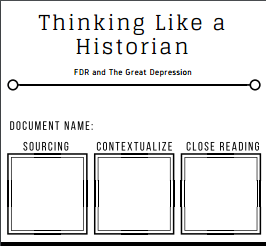 Thinking Like a
Historian
FDR and The Great Depression
DOCUMENT NAME:
SOURCING CONTEXTUALIZE CLOSE READING